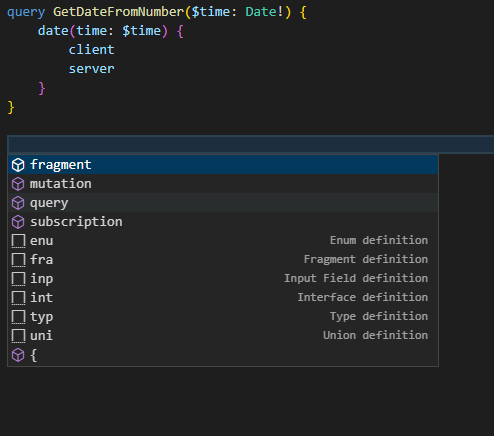 query GetDateFromNumber($time: Date!) {
    date(time: $time) {
        client
        server
    }
}
fragment
mutation
query
subscription
enu Enum definition
fra Fragment definition
inp Input Field definition
int Interface definition
typ Type definition
uni Union definition
{